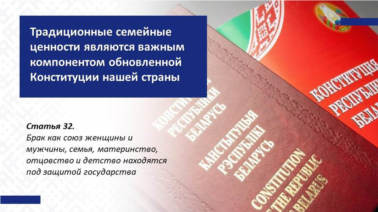 Традиционные семейные
ценности являются важным
компонентом обновленной
Конституции нашей страны
Статья 32.
Брак как союз женщины и
мужчины, семья, материнство,
отцовство и детство находятся
под защитой государства
КОНСТИТУЦИЯ
РЕСПУБЛИКИ
БЕЛАРУСЬ
КАНСТЫТУЦЫЯ
РЭСПУБЛІКІ
БЕЛАРУСЬ
CONSTITUTION
OF THE REPUBLIC
OF BELARUS
КОНСТИТУЦИЯ
РЕСПУБЛИКИ